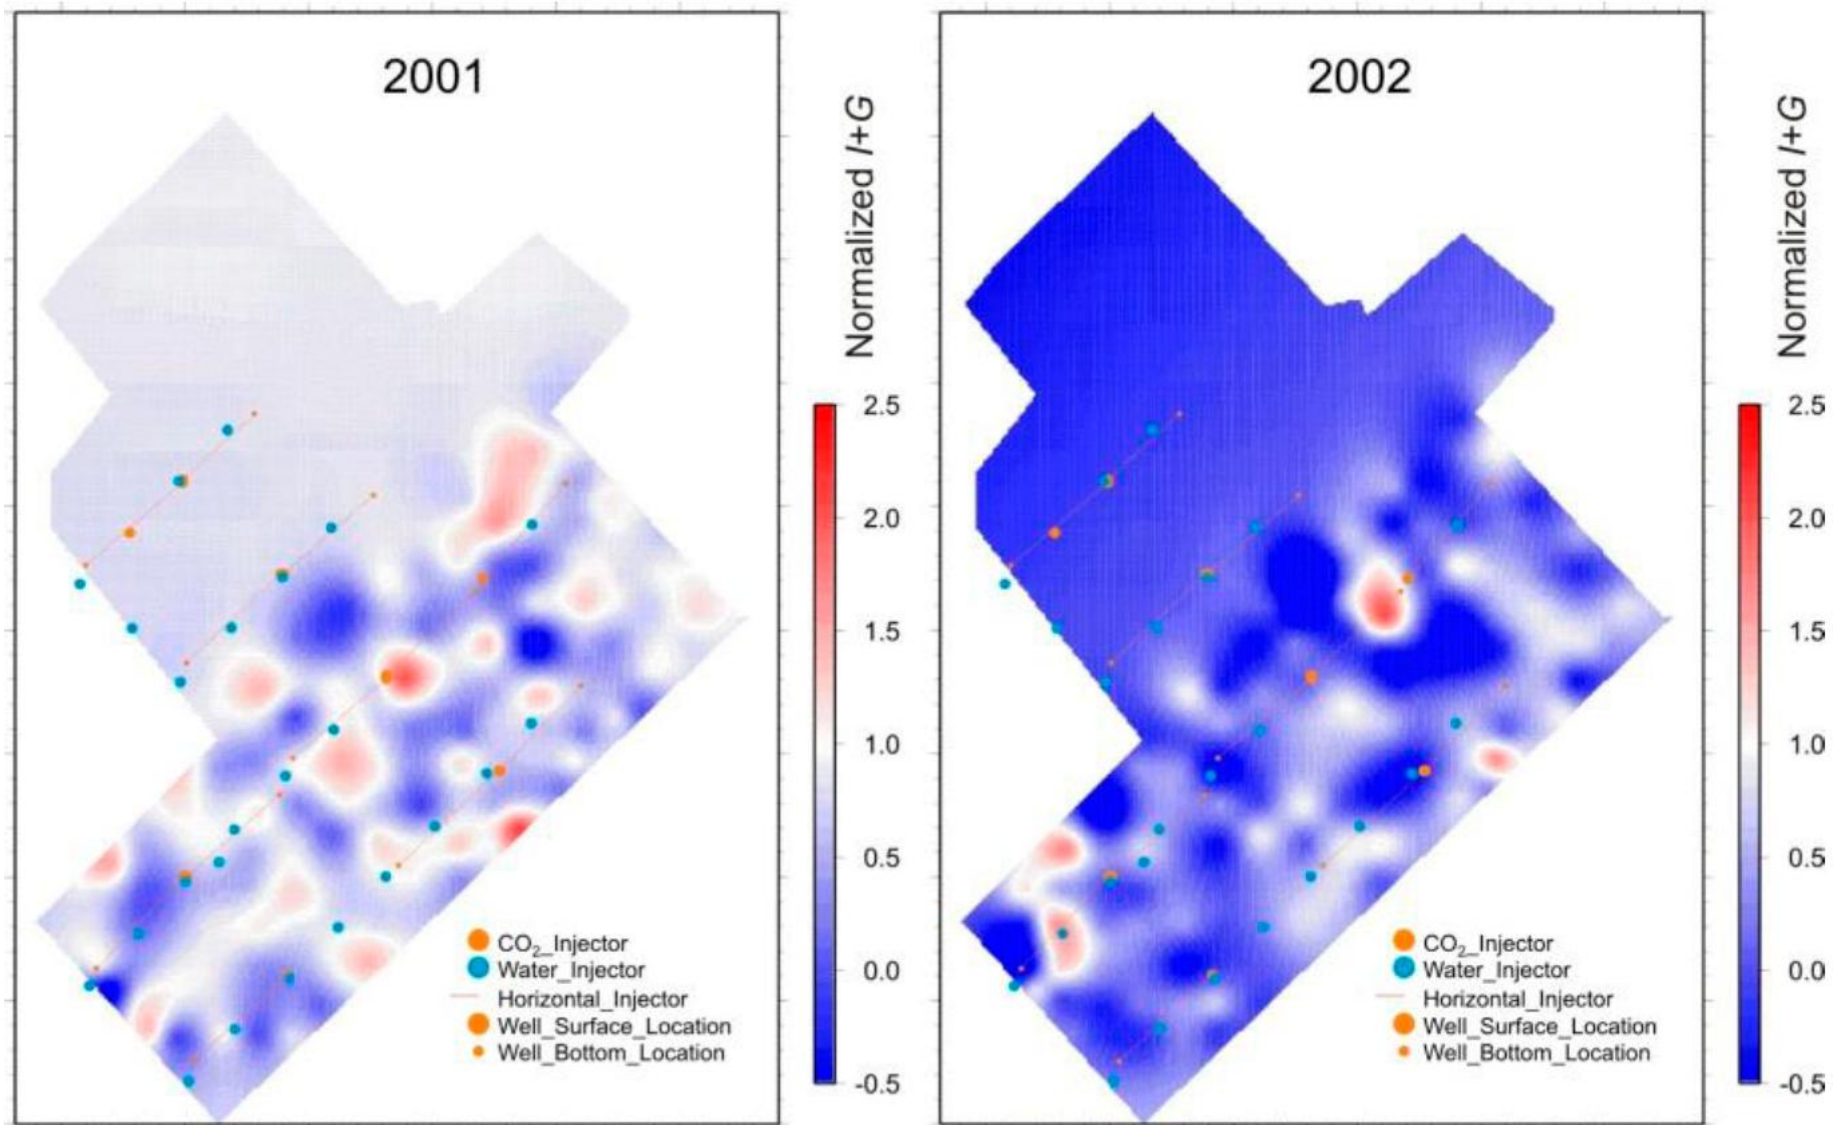 2001
Normalized I+G
2.5
2.0
1.5
1.0
0.5
0.0
-0.5
CO₂_Injector
Water_Injector
Horizontal_Injector
Well_Surface_Location
Well_Bottom_Location
2002
Normalized I+G
2.5
2.0
1.5
1.0
0.5
0.0
-0.5
CO₂_Injector
Water_Injector
Horizontal_Injector
Well_Surface_Location
Well_Bottom_Location